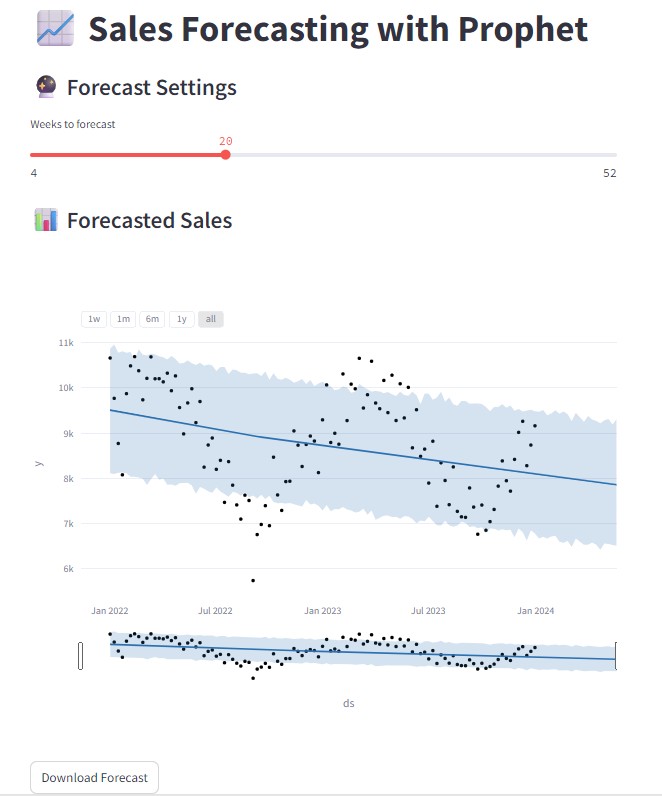 Sales Forecasting with Prophet
Forecast Settings
Weeks to forecast
20
4 52
Forecasted Sales
1w 1m 6m 1y all
11k
10k
9k
8k
7k
6k
y
Jan 2022 Jul 2022 Jan 2023 Jul 2023 Jan 2024
ds
Download Forecast